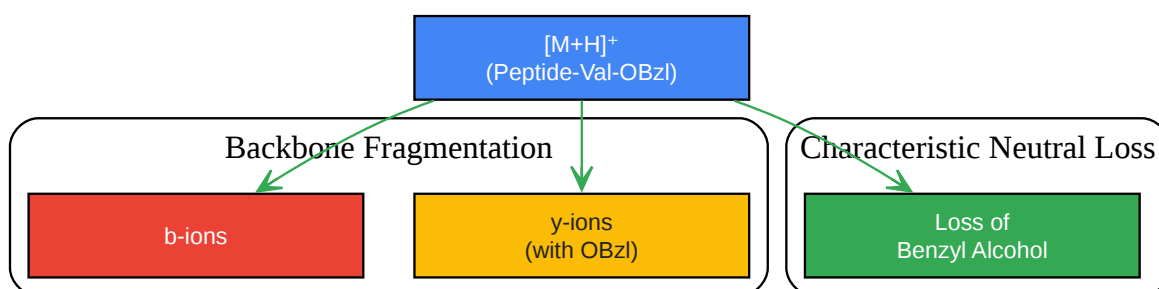 [M+H]⁺
(Peptide-Val-OBzl)
Backbone Fragmentation
Characteristic Neutral Loss
b-ions
y-ions
(with OBzl)
Loss of
Benzyl Alcohol